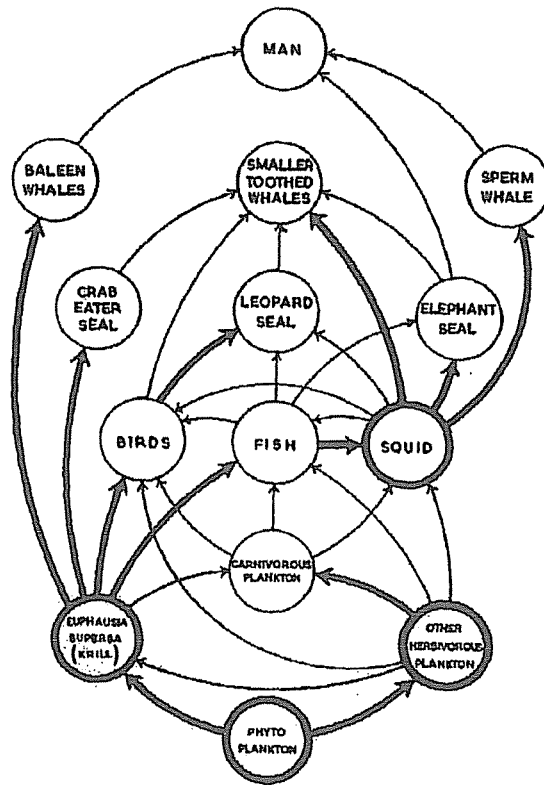 MAN
BALEEN
WHALES
SMALLER
TOOTHED
WHALES
SPERM
WHALE
CRAB
EATER
SEAL
LEOPARD
SEAL
ELEPHANT
SEAL
BIRDS
FISH
SQUID
CARNIVOROUS
PLANKTON
EUPHAUSIA
SUPERBA
(KRILL)
OTHER
HERBIVOROUS
PLANKTON
PHYTO
PLANKTON